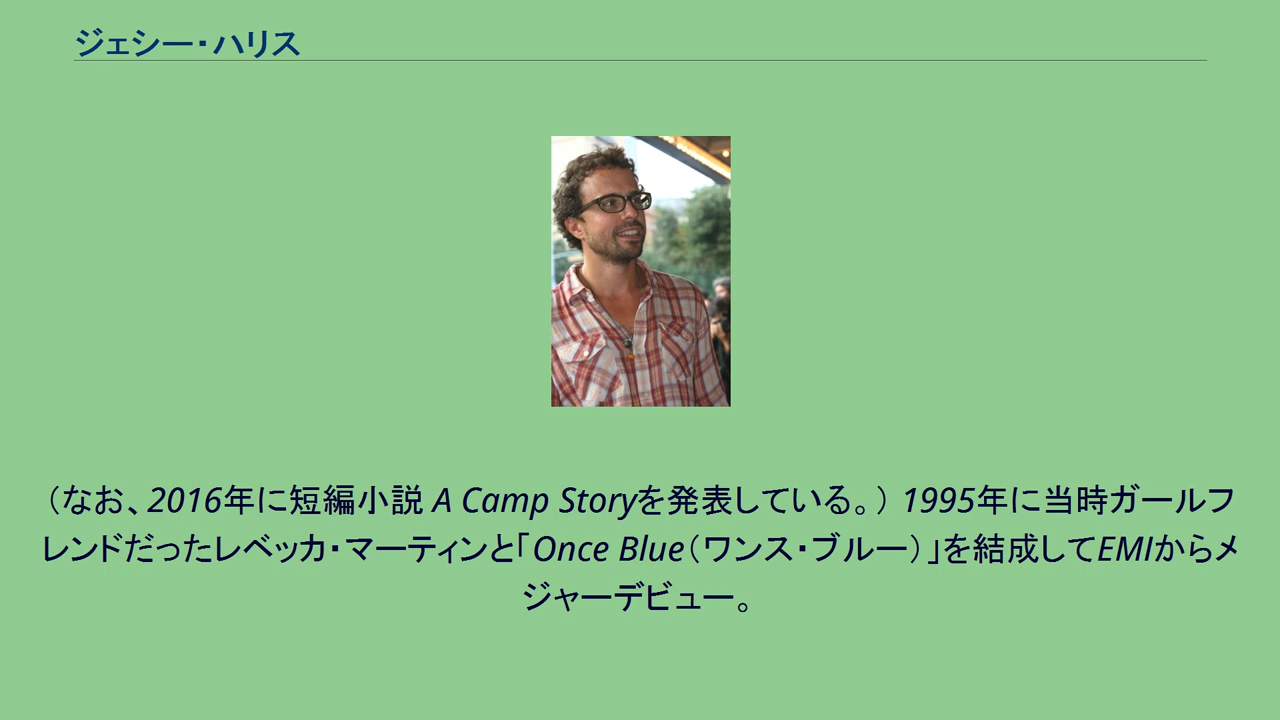 ジェシー・ハリス
（なお、2016年に短編小説 A Camp Storyを発表している。） 1995年に当時ガールフ
レンドだったレベッカ・マーティンと「Once Blue（ワンス・ブルー）」を結成してEMIからメ
ジャーデビュー。